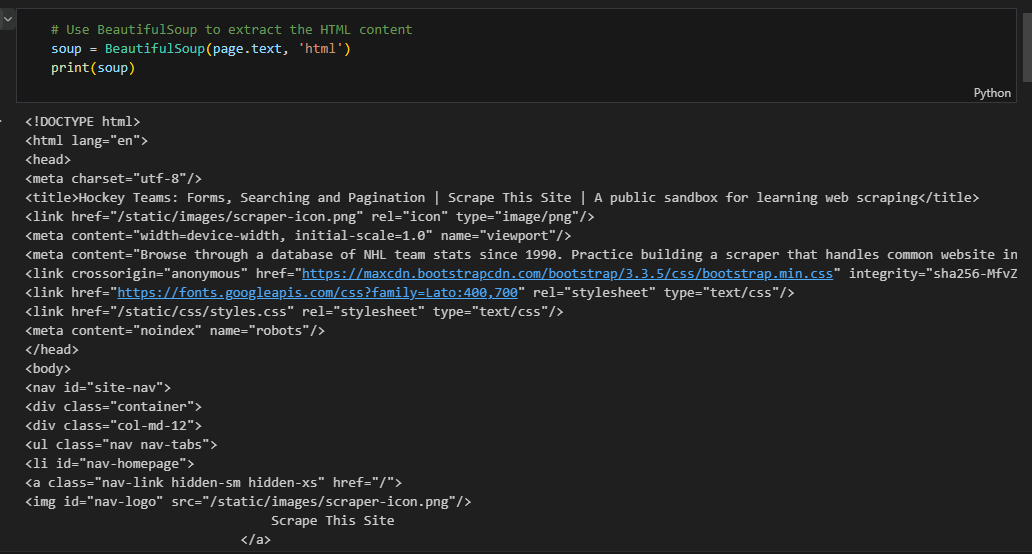 # Use BeautifulSoup to extract the HTML content
soup = BeautifulSoup(page.text, 'html')
print(soup)
Python
<!DOCTYPE html>
<html lang="en">
<head>
<meta charset="utf-8"/>
<title>Hockey Teams: Forms, Searching and Pagination | Scrape This Site | A public sandbox for learning web scraping</title>
<link href="/static/images/scraper-icon.png" rel="icon" type="image/png"/>
<meta content="width=device-width, initial-scale=1.0" name="viewport"/>
<meta content="Browse through a database of NHL team stats since 1990. Practice building a scraper that handles common website in
<link crossorigin="anonymous" href="https://maxcdn.bootstrapcdn.com/bootstrap/3.3.5/css/bootstrap.min.css" integrity="sha256-MfvZ
<link href="https://fonts.googleapis.com/css?family=Lato:400,700" rel="stylesheet" type="text/css"/>
<link href="/static/css/styles.css" rel="stylesheet" type="text/css"/>
<meta content="noindex" name="robots"/>
</head>
<body>
<nav id="site-nav">
<div class="container">
<div class="col-md-12">
<ul class="nav nav-tabs">
<li id="nav-homepage">
<a class="nav-link hidden-sm hidden-xs" href="/">
<img id="nav-logo" src="/static/images/scraper-icon.png"/>
Scrape This Site
</a>